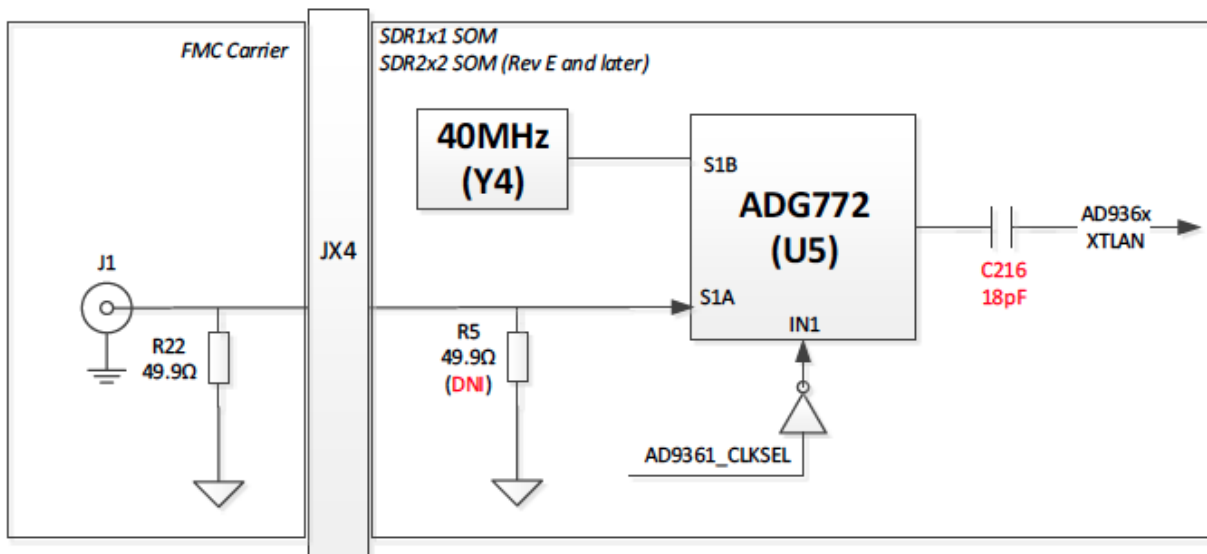 FMC Carrier
SDR1x1 SOM
SDR2x2 SOM (Rev E and later)
40MHz
(Y4)
S1B
ADG772
(U5)
AD936x
XTLAN
JX4
J1
C216
18pF
S1A
IN1
R22
49.9Ω
R5
49.9Ω
(DNI)
AD9361_CLKSEL